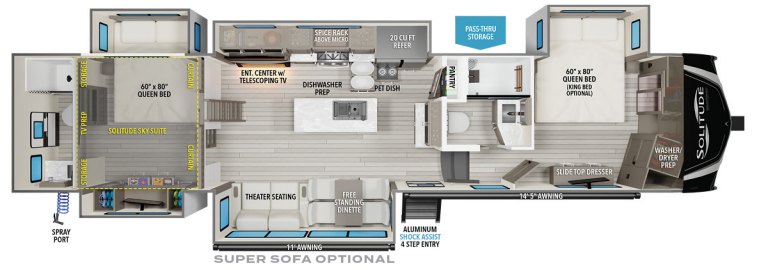 PASS-THRU
STORAGE
SPICE RACK
ABOVE MICRO
20 CU FT
REFER
STORAGE
60" x 80"
QUEEN BED
CURTAIN
ENT. CENTER w/
TELESCOPING TV
DISHWASHER
PREP
PET DISH
PANTRY
60" x 80"
QUEEN BED
(KING BED
OPTIONAL)
TV PREP
SOLITUDE SKY SUITE
SOLITUDE
STORAGE
CURTAIN
WASHER/
DRYER
PREP
SLIDE TOP DRESSER
THEATER SEATING
FREE
STANDING
DINETTE
14' 5" AWNING
SPRAY
PORT
ALUMINUM
SHOCK ASSIST
4 STEP ENTRY
11' AWNING
SUPER SOFA OPTIONAL